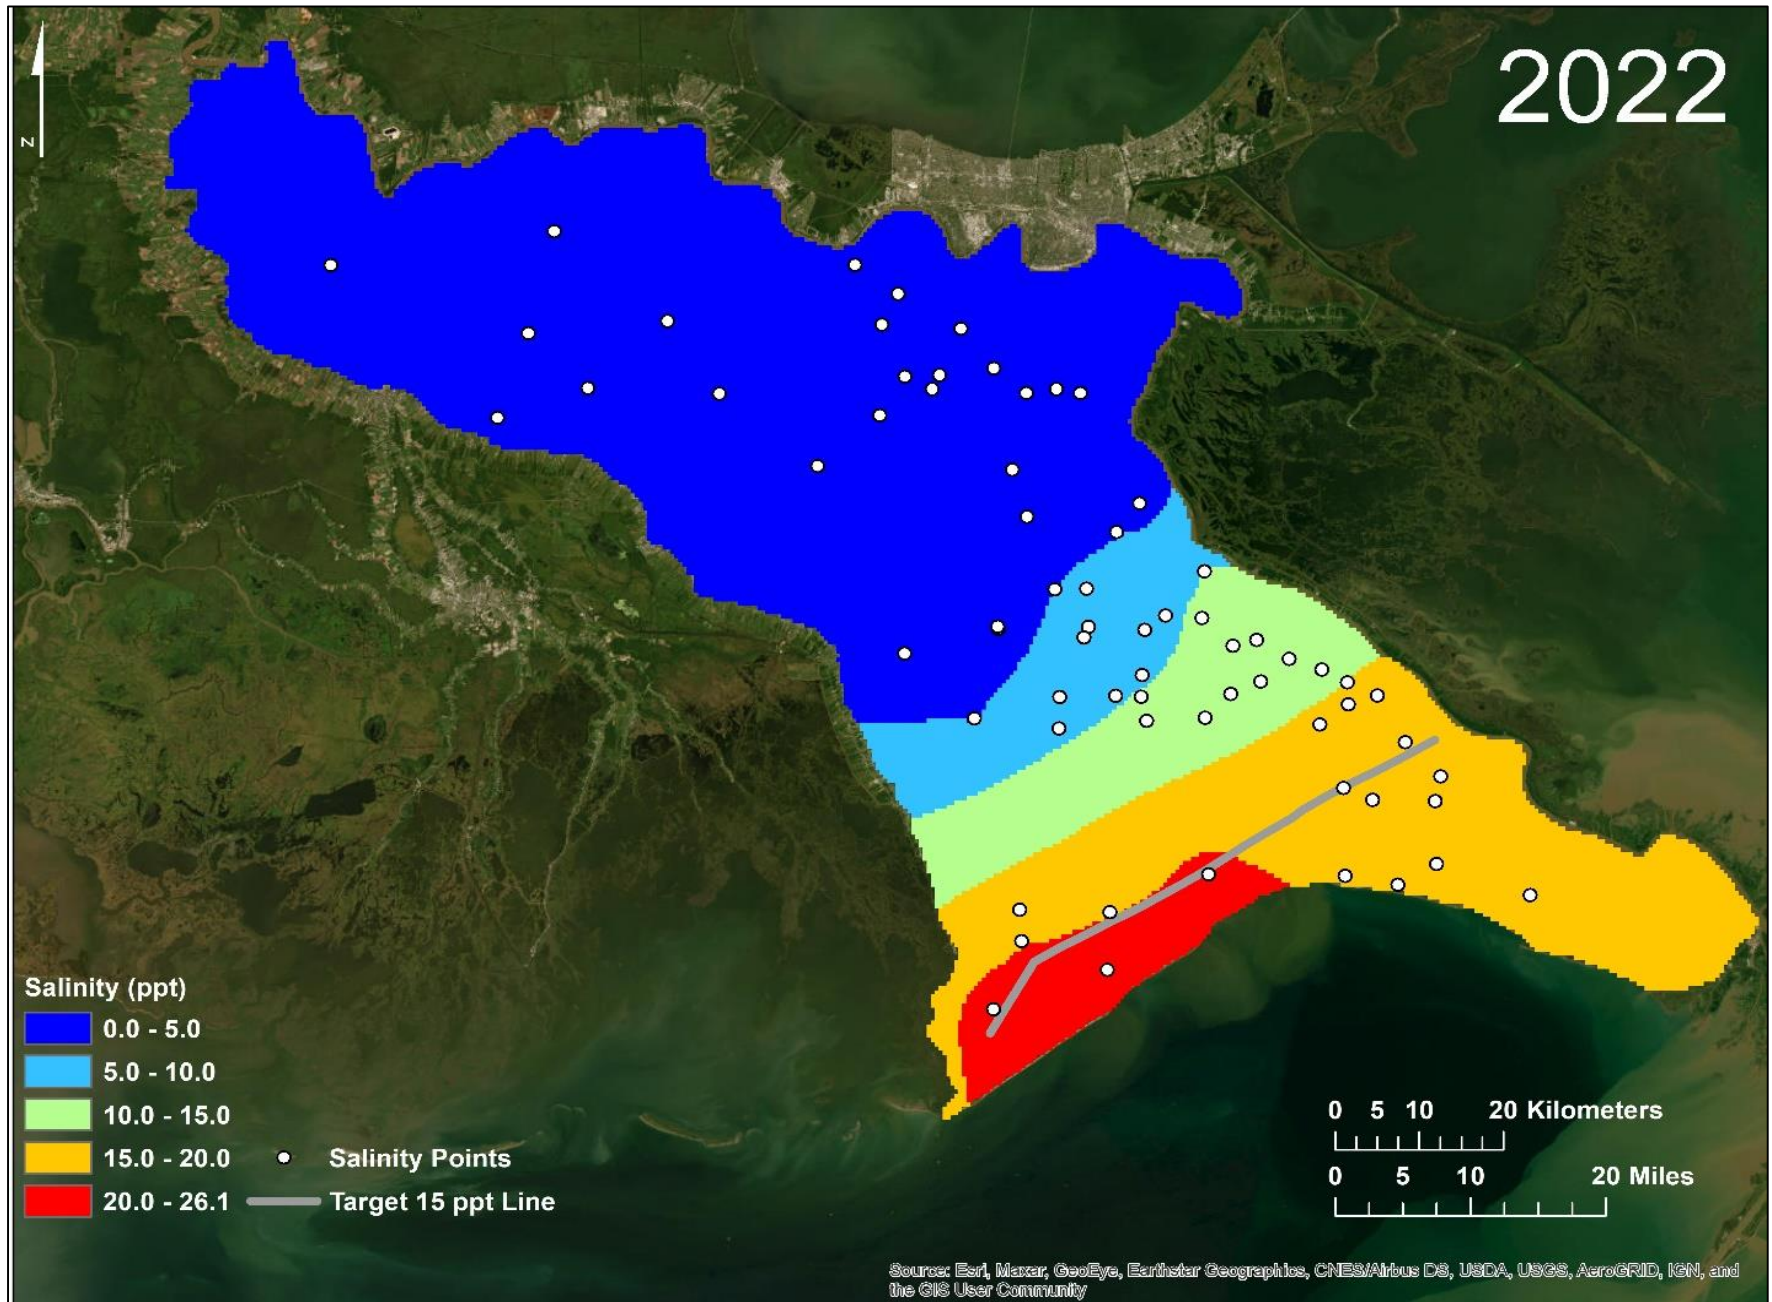 2022
N
Salinity (ppt)
0.0 - 5.0
5.0 - 10.0
10.0 - 15.0
15.0 - 20.0
20.0 - 26.1
Salinity Points
Target 15 ppt Line
0 5 10 20 Kilometers
0 5 10 20 Miles
Source: Esri, Maxar, GeoEye, Earthstar Geographics, CNES/Airbus DS, USDA, USGS, AeroGRID, IGN, and
the GIS User Community